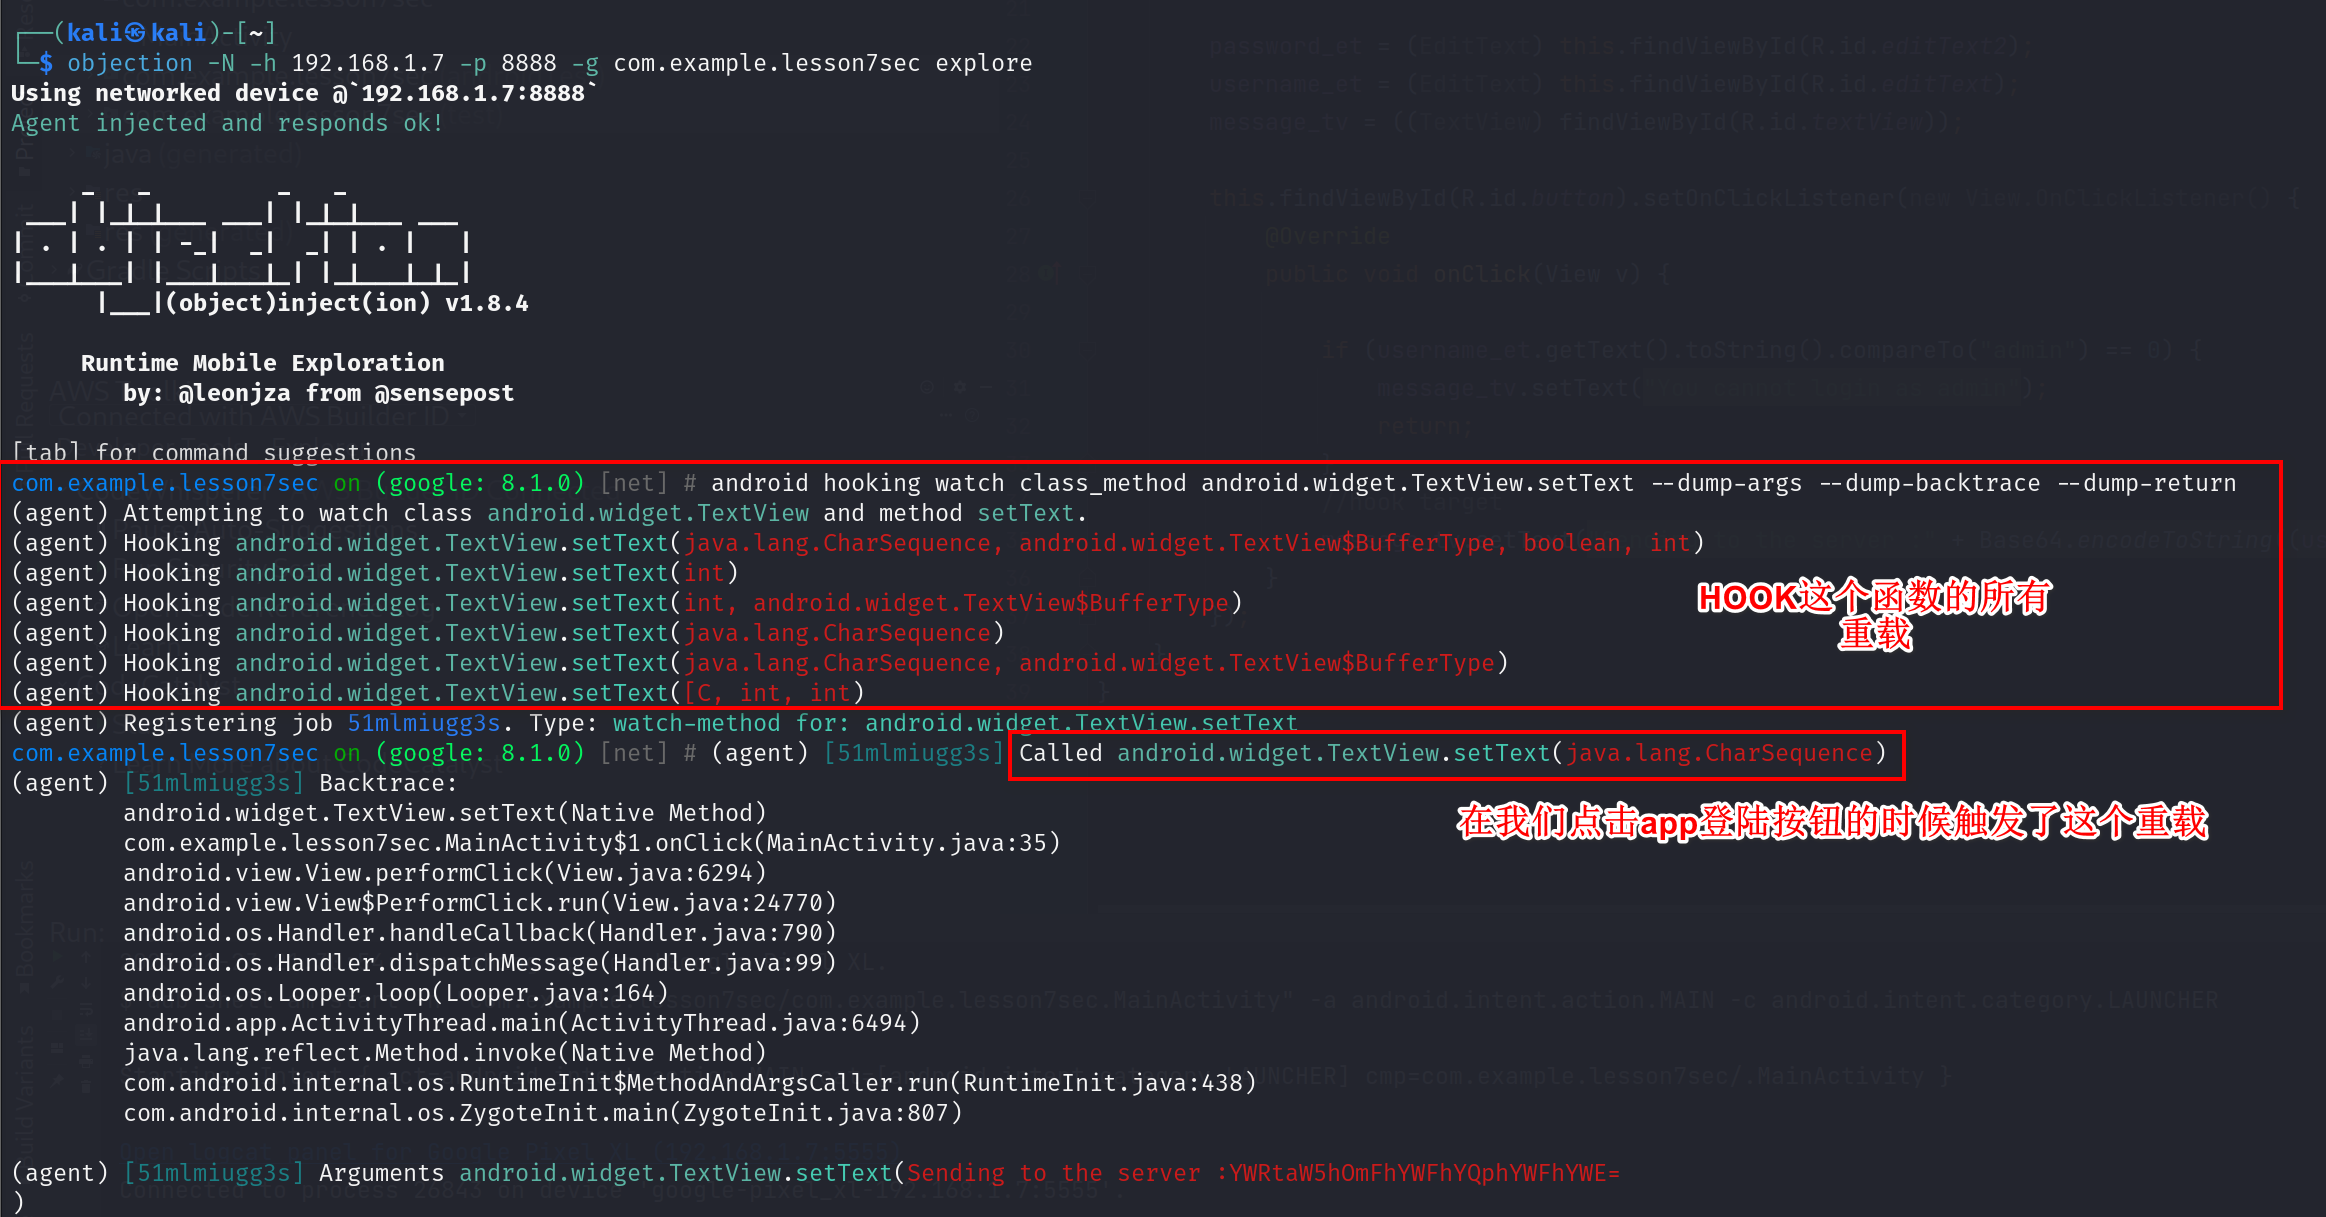 ┌──(kali㉿kali)-[~]
└─$ objection -N -h 192.168.1.7 -p 8888 -g com.example.lesson7sec explore
Using networked device @`192.168.1.7:8888`
Agent injected and responds ok!
|___|(object)inject(ion) v1.8.4
Runtime Mobile Exploration
by: @leonjza from @sensepost
[tab] for command suggestions
com.example.lesson7sec on (google: 8.1.0) [net] # android hooking watch class_method android.widget.TextView.setText --dump-args --dump-backtrace --dump-return
(agent) Attempting to watch class android.widget.TextView and method setText.
(agent) Hooking android.widget.TextView.setText(java.lang.CharSequence, android.widget.TextView$BufferType, boolean, int)
(agent) Hooking android.widget.TextView.setText(int)
(agent) Hooking android.widget.TextView.setText(int, android.widget.TextView$BufferType)
(agent) Hooking android.widget.TextView.setText(java.lang.CharSequence)
(agent) Hooking android.widget.TextView.setText(java.lang.CharSequence, android.widget.TextView$BufferType)
(agent) Hooking android.widget.TextView.setText([C, int, int)
HOOK这个函数的所有
重载
(agent) Registering job 51mlmiugg3s. Type: watch-method for: android.widget.TextView.setText
com.example.lesson7sec on (google: 8.1.0) [net] # (agent) [51mlmiugg3s] Called android.widget.TextView.setText(java.lang.CharSequence)
在我们点击app登陆按钮的时候触发了这个重载
(agent) [51mlmiugg3s] Backtrace:
android.widget.TextView.setText(Native Method)
com.example.lesson7sec.MainActivity$1.onClick(MainActivity.java:35)
android.view.View.performClick(View.java:6294)
android.view.View$PerformClick.run(View.java:24770)
android.os.Handler.handleCallback(Handler.java:790)
android.os.Handler.dispatchMessage(Handler.java:99)
android.os.Looper.loop(Looper.java:164)
android.app.ActivityThread.main(ActivityThread.java:6494)
java.lang.reflect.Method.invoke(Native Method)
com.android.internal.os.RuntimeInit$MethodAndArgsCaller.run(RuntimeInit.java:438)
com.android.internal.os.ZygoteInit.main(ZygoteInit.java:807)
(agent) [51mlmiugg3s] Arguments android.widget.TextView.setText(Sending to the server :YWRtaW5hOmFhYWFhYQphYWFhYWE=
)